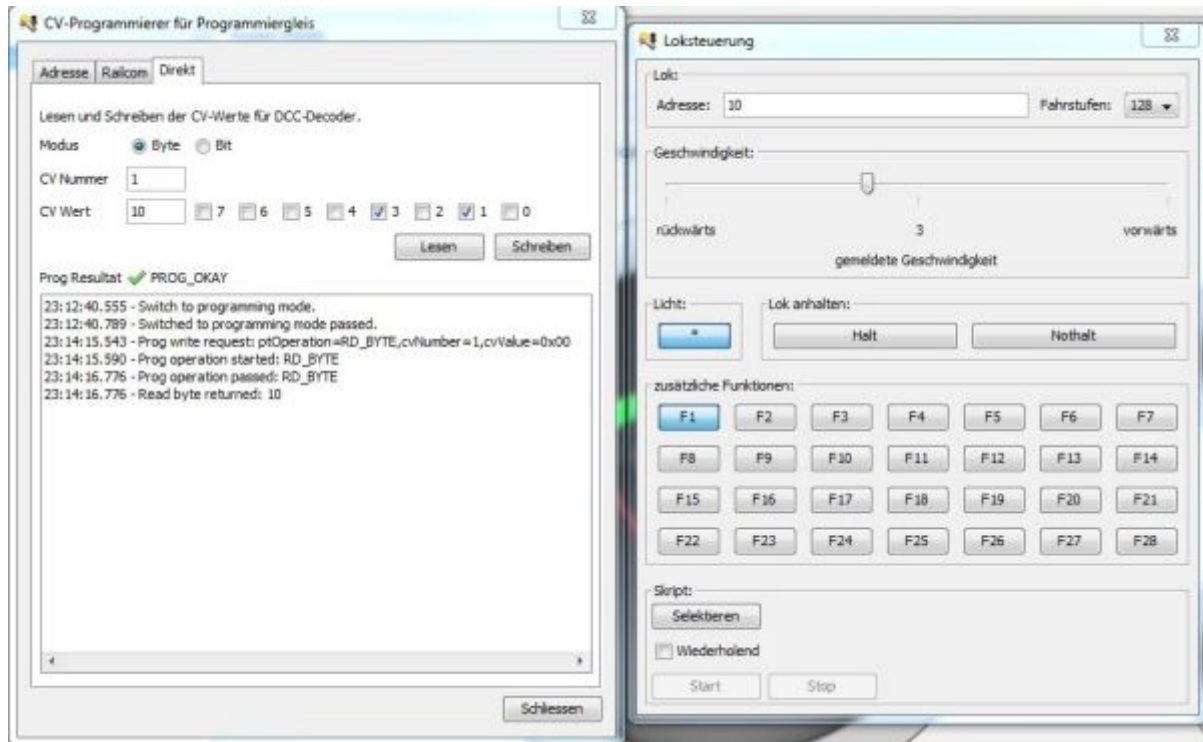 CV-Programmierer für Programmiergleis
Adresse Railcom Direkt
Lesen und Schreiben der CV-Werte für DCC-Decoder.
Modus Byte Bit
CV Nummer 1
CV Wert 10 7 6 5 4 3 2 1 0
Lesen Schreiben
Prog Resultat PROG_OKAY
23:12:40.555 - Switch to programming mode.
23:12:40.789 - Switched to programming mode passed.
23:14:15.543 - Prog write request: ptOperation=RD_BYTE,cvNumber=1,cvValue=0x00
23:14:15.590 - Prog operation started: RD_BYTE
23:14:16.776 - Prog operation passed: RD_BYTE
23:14:16.776 - Read byte returned: 10
Schliessen
Loksteuerung
Lok:
Adresse: 10 Fahrstufen: 128
Geschwindigkeit:
rückwärts 3 vorwärts
gemeldete Geschwindigkeit
Licht: Lok anhalten:
* Halt Nothalt
zusätzliche Funktionen:
F1 F2 F3 F4 F5 F6 F7
F8 F9 F10 F11 F12 F13 F14
F15 F16 F17 F18 F19 F20 F21
F22 F23 F24 F25 F26 F27 F28
Skript:
Selektieren
Wiederholend
Start Stop